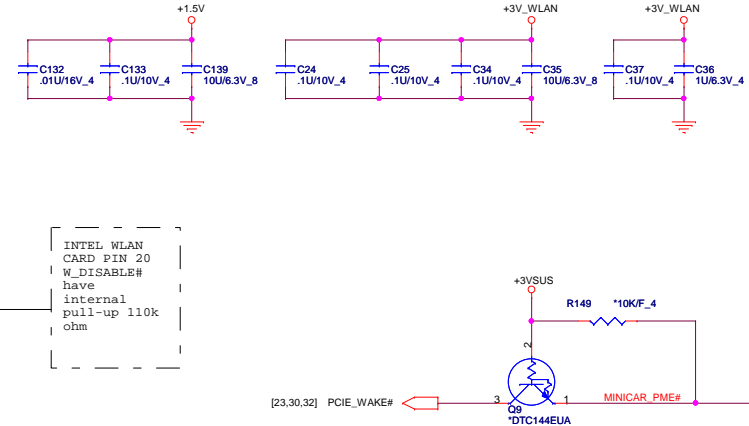 +1.5V
+3V_WLAN
+3V_WLAN
C132
.01U/16V_4
C133
.1U/10V_4
C139
10U/6.3V_8
C24
.1U/10V_4
C25
.1U/10V_4
C34
.1U/10V_4
C35
10U/6.3V_8
C37
.1U/10V_4
C36
1U/6.3V_4
INTEL WLAN
CARD PIN 20
W_DISABLE#
have
internal
pull-up 110k
ohm
+3VSUS
R149 *10K/F_4
2
[23,30,32] PCIE_WAKE#
3
1
MINICAR_PME#
Q9
*DTC144EUA